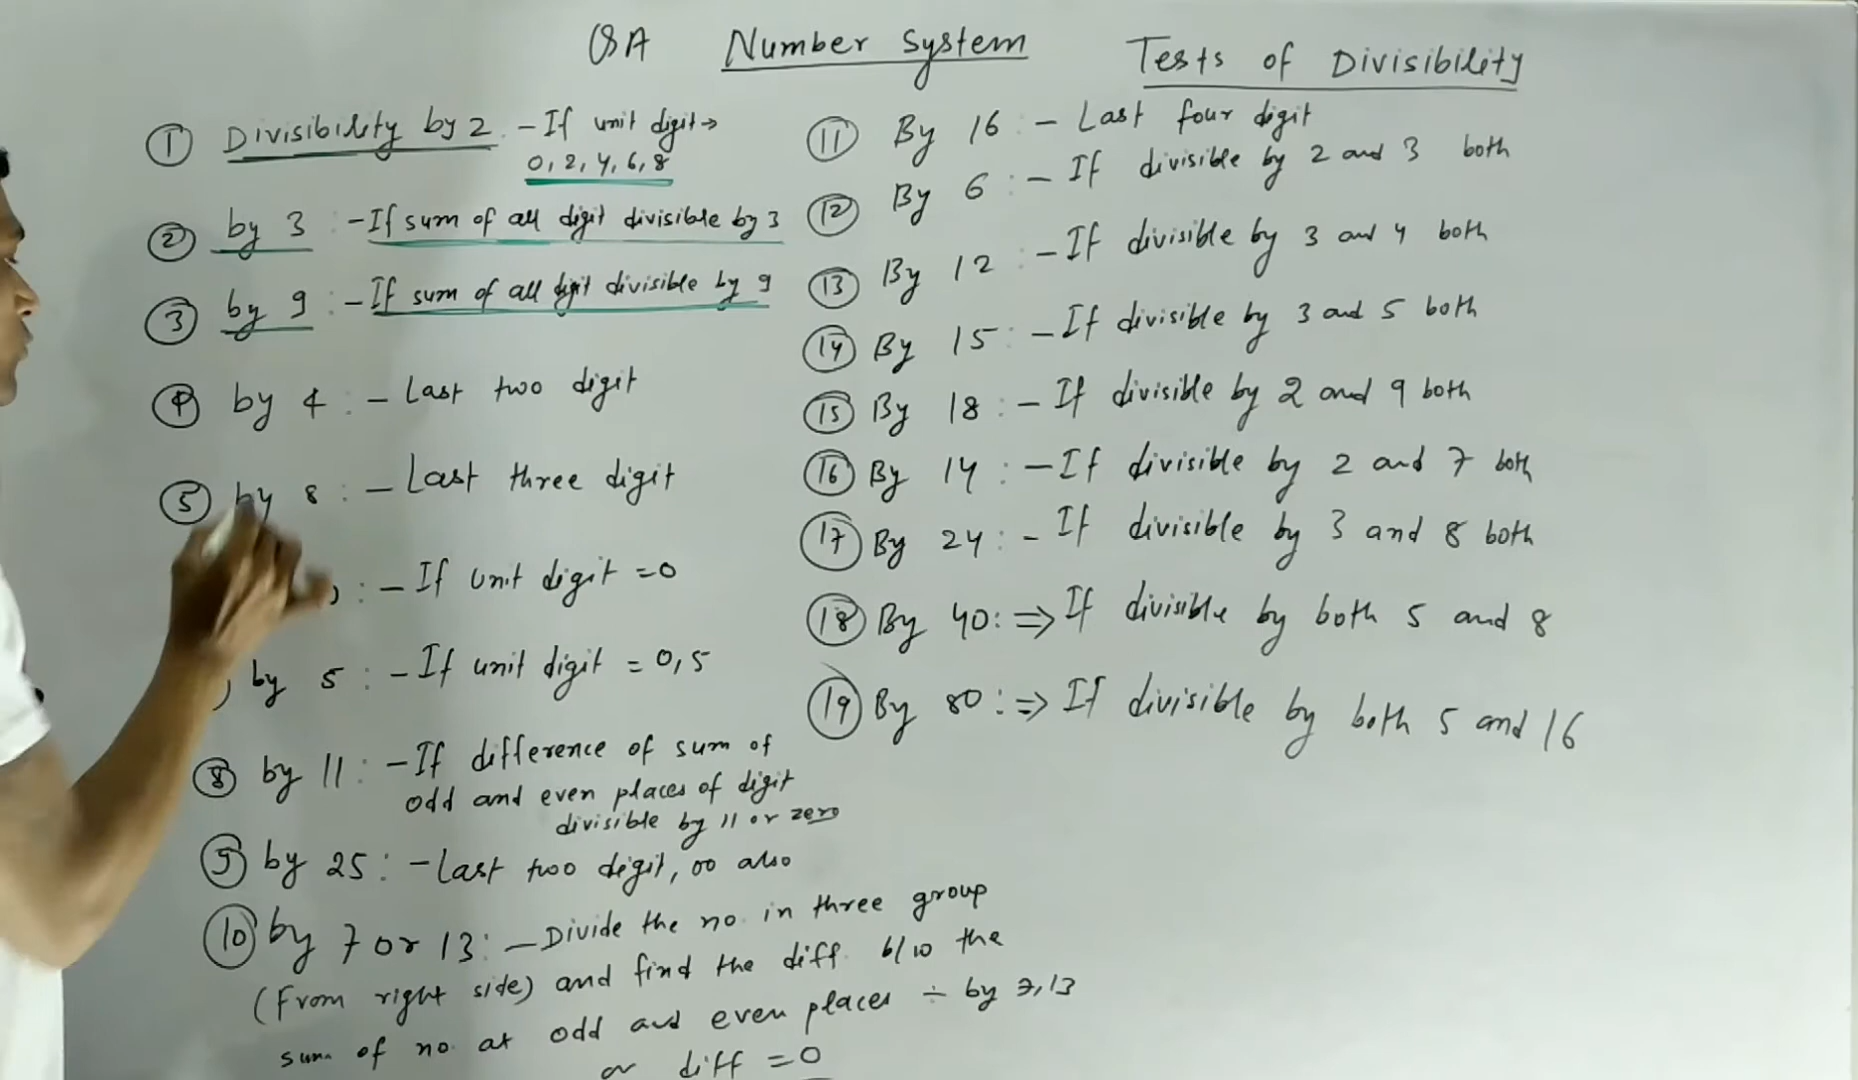 QA Number System Tests of Divisibility
① Divisibility by 2 - If unit digit →
0, 2, 4, 6, 8
② by 3 :- If sum of all digit divisible by 3
③ by 9 :- If sum of all digit divisible by 9
④ by 4 :- Last two digit
⑤ by 8 :- Last three digit
:- If unit digit = 0
by 5 :- If unit digit = 0, 5
⑧ by 11 :- If difference of sum of
odd and even places of digit
divisible by 11 or zero
⑨ by 25 :- Last two digit, 00 also
⑩ by 7 or 13 :- Divide the no. in three group
(From right side) and find the diff. b/w the
sum of no. at odd and even places ÷ by 7, 13
or diff = 0
⑪ By 16 :- Last four digit
⑫ By 6 :- If divisible by 2 and 3 both
⑬ By 12 :- If divisible by 3 and 4 both
⑭ By 15 :- If divisible by 3 and 5 both
⑮ By 18 :- If divisible by 2 and 9 both
⑯ By 14 :- If divisible by 2 and 7 both
⑰ By 24 :- If divisible by 3 and 8 both
⑱ By 40 :⇒ If divisible by both 5 and 8
⑲ By 80 :⇒ If divisible by both 5 and 16